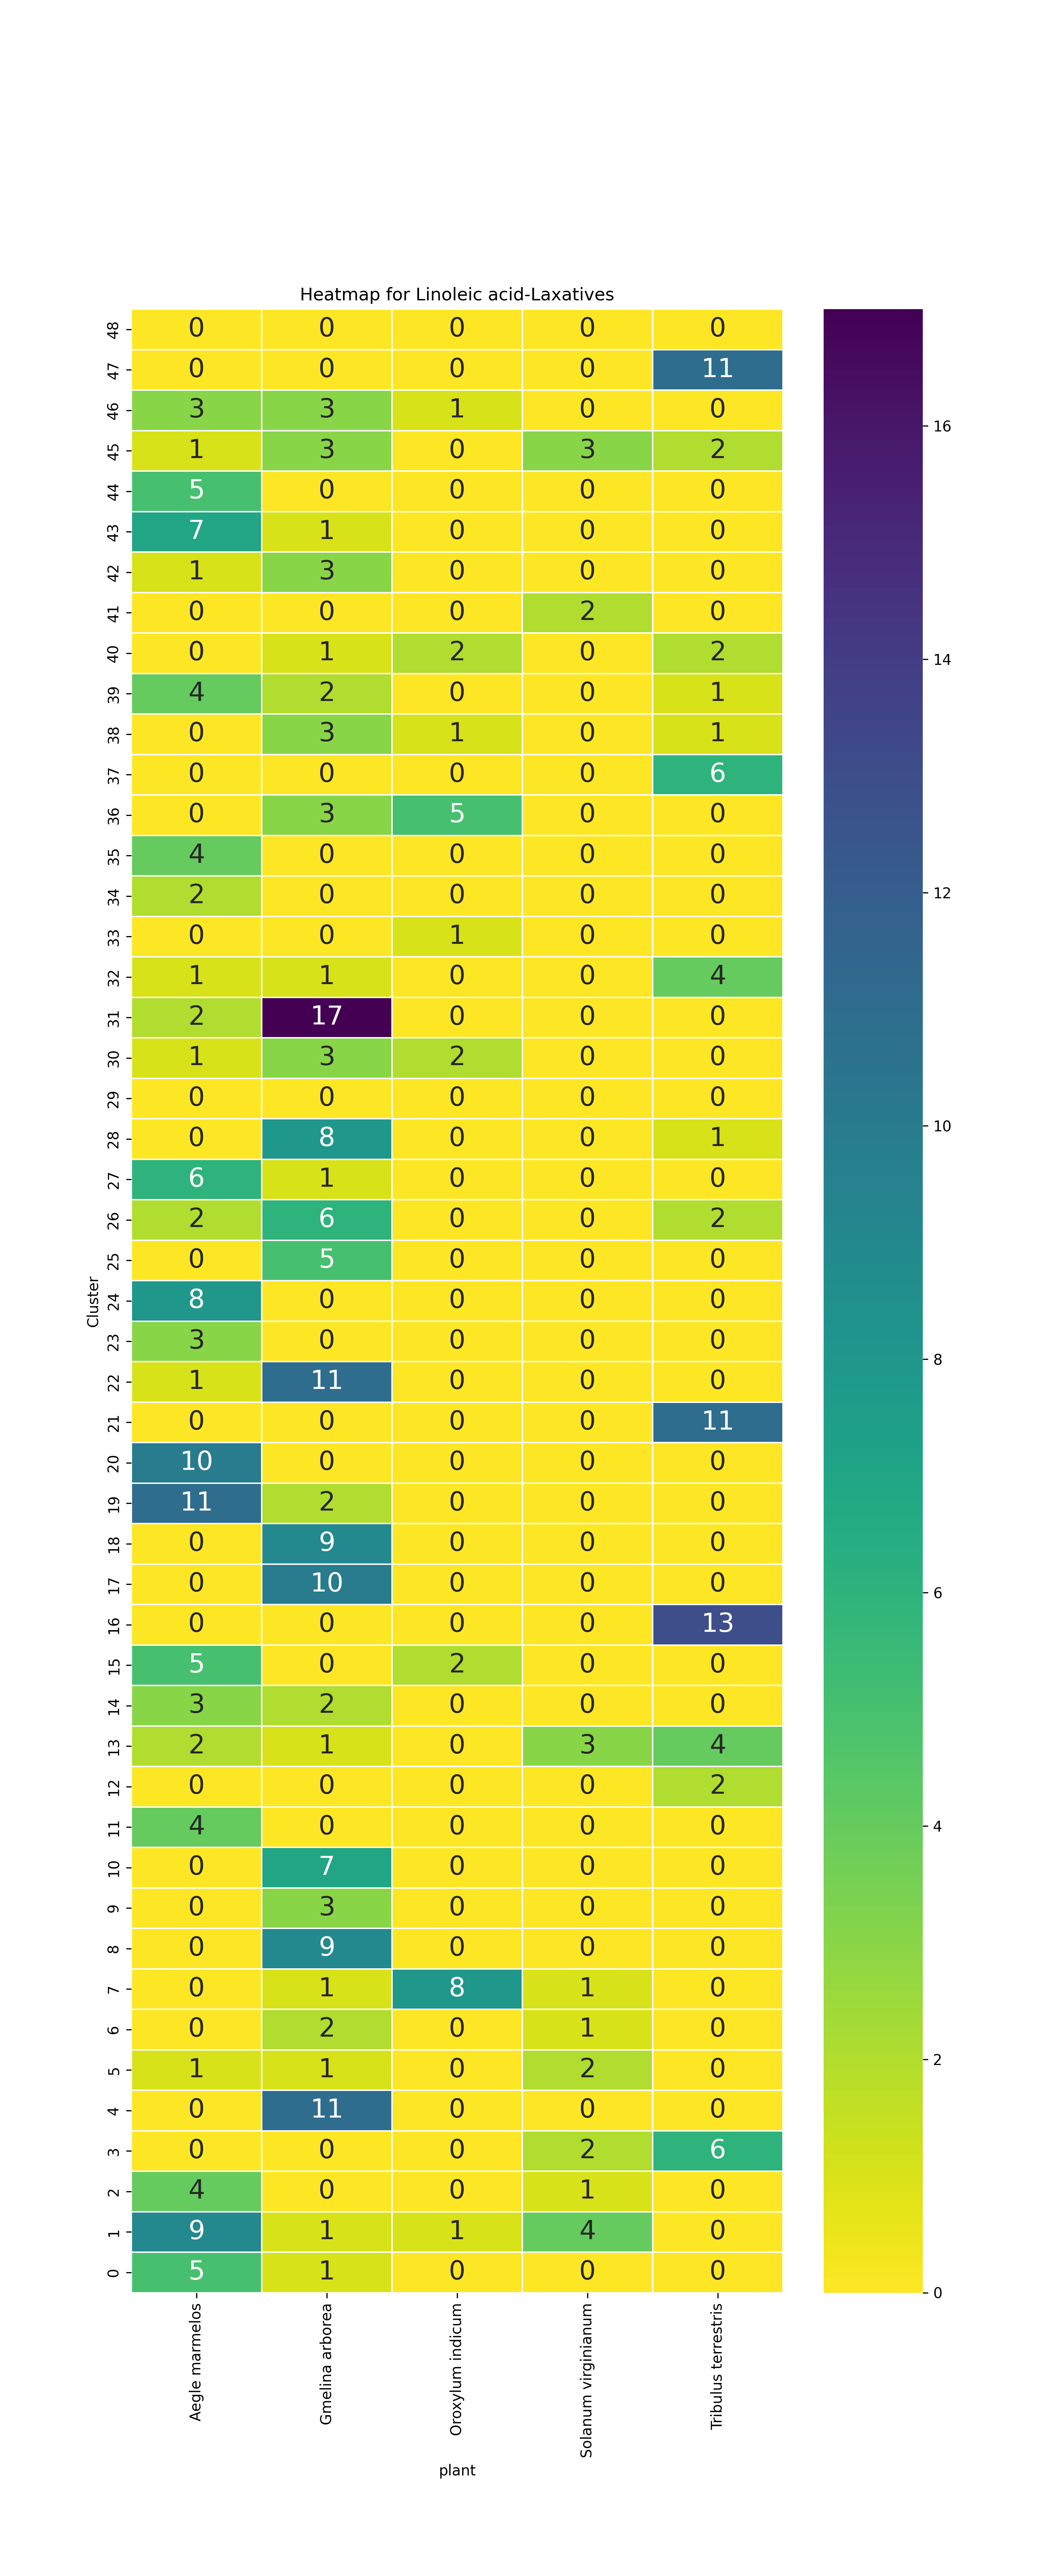 Heatmap for Linoleic acid-Laxatives
48 0 0 0 0 0
47 0 0 0 0 11
46 3 3 1 0 0
45 1 3 0 3 2
44 5 0 0 0 0
43 7 1 0 0 0
42 1 3 0 0 0
41 0 0 0 2 0
40 0 1 2 0 2
39 4 2 0 0 1
38 0 3 1 0 1
37 0 0 0 0 6
36 0 3 5 0 0
35 4 0 0 0 0
34 2 0 0 0 0
33 0 0 1 0 0
32 1 1 0 0 4
31 2 17 0 0 0
30 1 3 2 0 0
29 0 0 0 0 0
28 0 8 0 0 1
27 6 1 0 0 0
26 2 6 0 0 2
25 0 5 0 0 0
24 8 0 0 0 0
23 3 0 0 0 0
22 1 11 0 0 0
21 0 0 0 0 11
20 10 0 0 0 0
19 11 2 0 0 0
18 0 9 0 0 0
17 0 10 0 0 0
16 0 0 0 0 13
15 5 0 2 0 0
14 3 2 0 0 0
13 2 1 0 3 4
12 0 0 0 0 2
11 4 0 0 0 0
10 0 7 0 0 0
9 0 3 0 0 0
8 0 9 0 0 0
7 0 1 8 1 0
6 0 2 0 1 0
5 1 1 0 2 0
4 0 11 0 0 0
3 0 0 0 2 6
2 4 0 0 1 0
1 9 1 1 4 0
0 5 1 0 0 0
Cluster
Aegle marmelos
Gmelina arborea
Oroxylum indicum
Solanum virginianum
Tribulus terrestris
plant
16
14
12
10
8
6
4
2
0